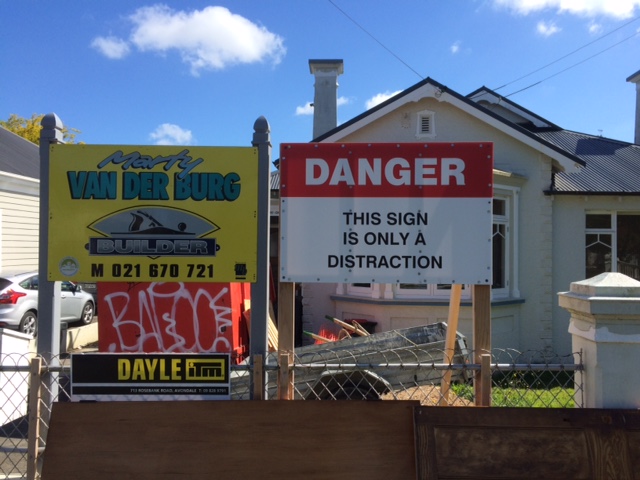 Marty
VAN DER BURG
BUILDER
M 021 670 721
DANGER
THIS SIGN
IS ONLY A
DISTRACTION
DAYLE